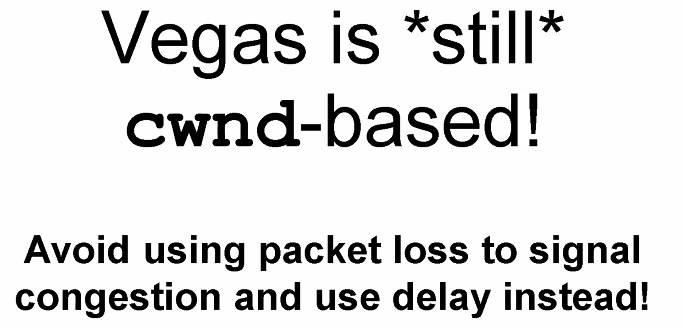 Vegas is *still*
cwnd-based!
Avoid using packet loss to signal
congestion and use delay instead!